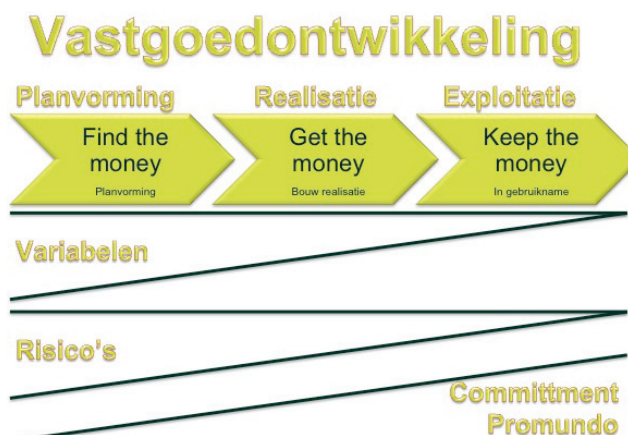 Vastgoedontwikkeling
Planvorming
Realisatie
Exploitatie
Find the
money
Planvorming
Get the
money
Bouw realisatie
Keep the
money
In gebruikname
Variabelen
Risico's
Committment
Promundo